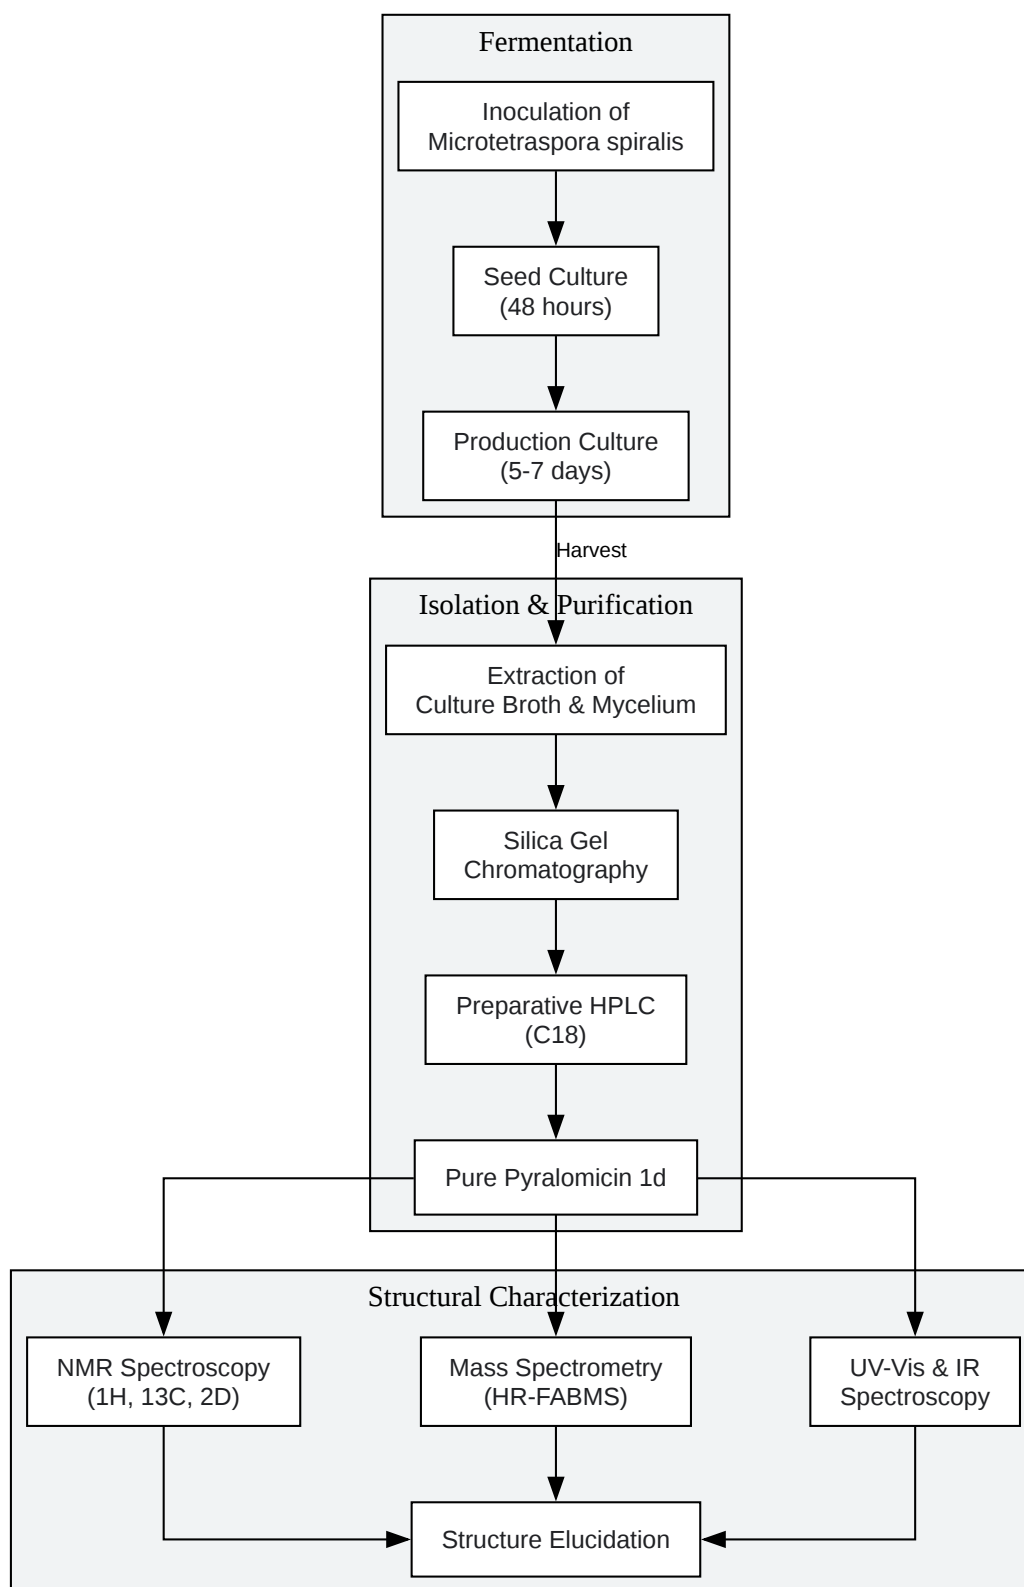 Fermentation
Inoculation of
Microtetraspora spiralis
Seed Culture
(48 hours)
Production Culture
(5-7 days)
Harvest
Isolation & Purification
Extraction of
Culture Broth & Mycelium
Silica Gel
Chromatography
Preparative HPLC
(C18)
Pure Pyralomicin 1d
Structural Characterization
NMR Spectroscopy
(1H, 13C, 2D)
Mass Spectrometry
(HR-FABMS)
UV-Vis & IR
Spectroscopy
Structure Elucidation